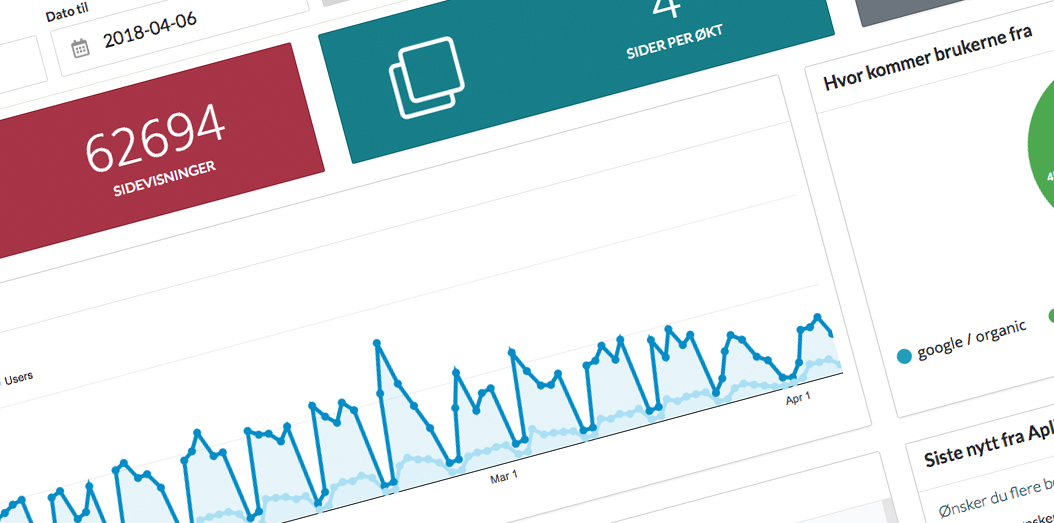 Dato til
2018-04-06
62694
SIDEVISNINGER
4
SIDER PER ØKT
Hvor kommer brukerne fra
Users
google / organic
Mar 1
Apr 1
Siste nytt fra
Ønsker du flere